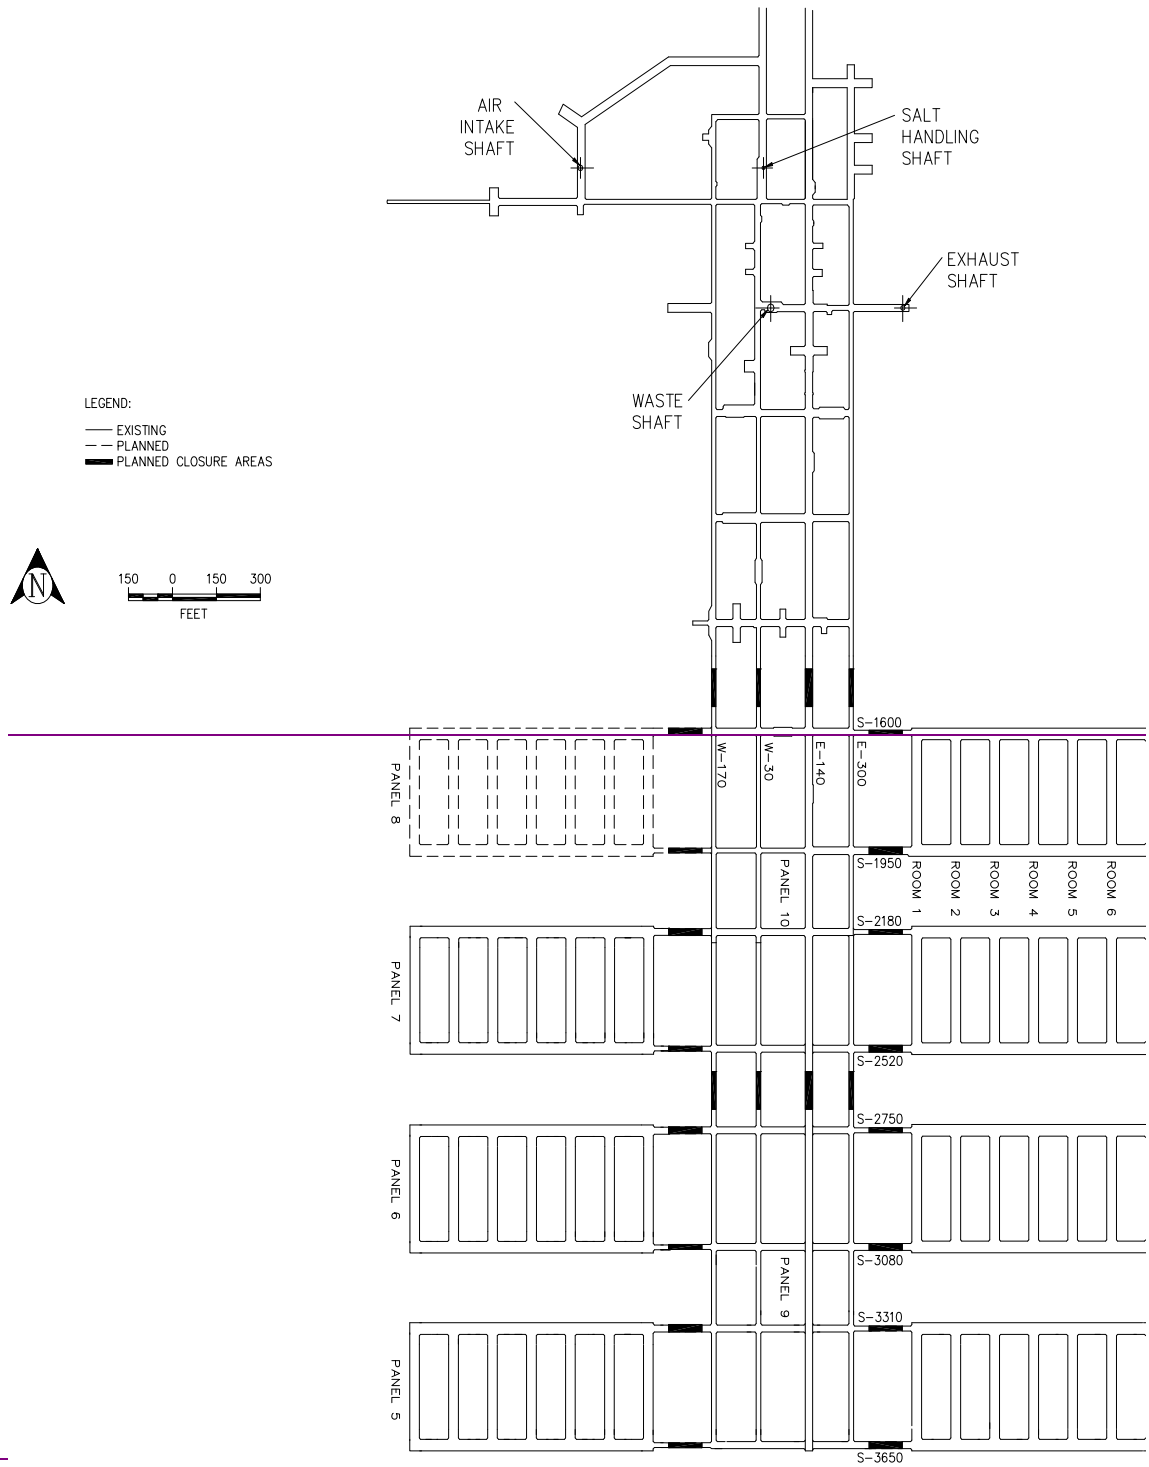 AIR
INTAKE
SHAFT
SALT
HANDLING
SHAFT
EXHAUST
SHAFT
WASTE
SHAFT
LEGEND:
EXISTING
PLANNED
PLANNED CLOSURE AREAS
N
150 0 150 300
FEET
S-1600
W-170
W-30
E-140
E-300
PANEL 8
S-1950
PANEL 10
ROOM 1
ROOM 2
ROOM 3
ROOM 4
ROOM 5
ROOM 6
S-2180
PANEL 7
S-2520
S-2750
PANEL 6
S-3080
PANEL 9
S-3310
PANEL 5
S-3650